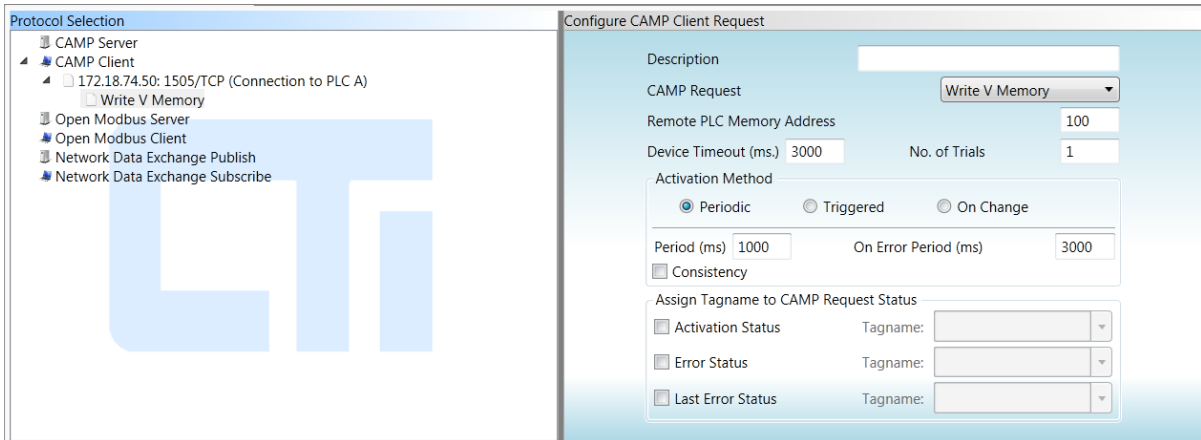 Protocol Selection
CAMP Server
CAMP Client
172.18.74.50: 1505/TCP (Connection to PLC A)
Write V Memory
Open Modbus Server
Open Modbus Client
Network Data Exchange Publish
Network Data Exchange Subscribe
CTi
Configure CAMP Client Request
Description
CAMP Request Write V Memory
Remote PLC Memory Address 100
Device Timeout (ms.) 3000 No. of Trials 1
Activation Method
Periodic Triggered On Change
Period (ms) 1000 On Error Period (ms) 3000
Consistency
Assign Tagname to CAMP Request Status
Activation Status Tagname:
Error Status Tagname:
Last Error Status Tagname: